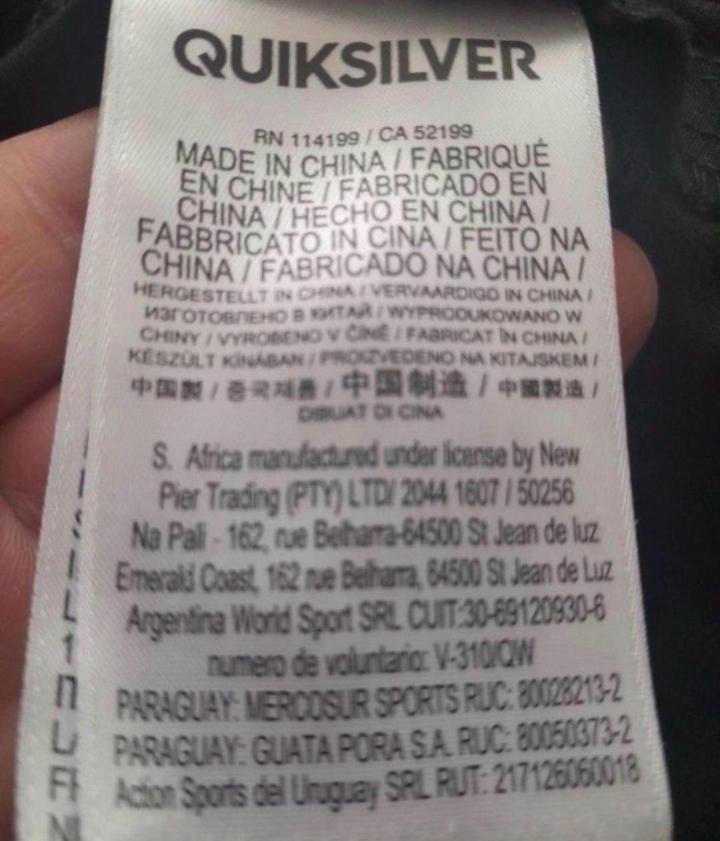 QUIKSILVER
RN 114199 / CA 52199
MADE IN CHINA / FABRIQUÉ
EN CHINE / FABRICADO EN
CHINA / HECHO EN CHINA /
FABBRICATO IN CINA / FEITO NA
CHINA / FABRICADO NA CHINA /
HERGESTELLT IN CHINA / VERVAARDIGD IN CHINA /
ИЗГОТОВЛЕНО В КИТАЙ / WYPRODUKOWANO W
CHINY / VYROBENO V ČÍNĚ / FABRICAT ÎN CHINA /
KÉSZÜLT KÍNÁBAN / PROIZVEDENO NA KITAJSKEM /
中国製 / 중국제품 / 中国制造 / 中國製造 /
DIBUAT DI CINA
S. Africa manufactured under license by New
Pier Trading (PTY) LTD/ 2044 1607 / 50256
Na Pali - 162, rue Belharra-64500 St Jean de luz
Emerald Coast, 162 rue Belharra, 64500 St Jean de Luz
Argentina World Sport SRL CUIT:30-69120930-6
numero de voluntario: V-310/QW
PARAGUAY: MERCOSUR SPORTS RUC: 80028213-2
PARAGUAY: GUATA PORA S.A. RUC: 80050373-2
Action Sports del Uruguay SRL RUT: 217126060018